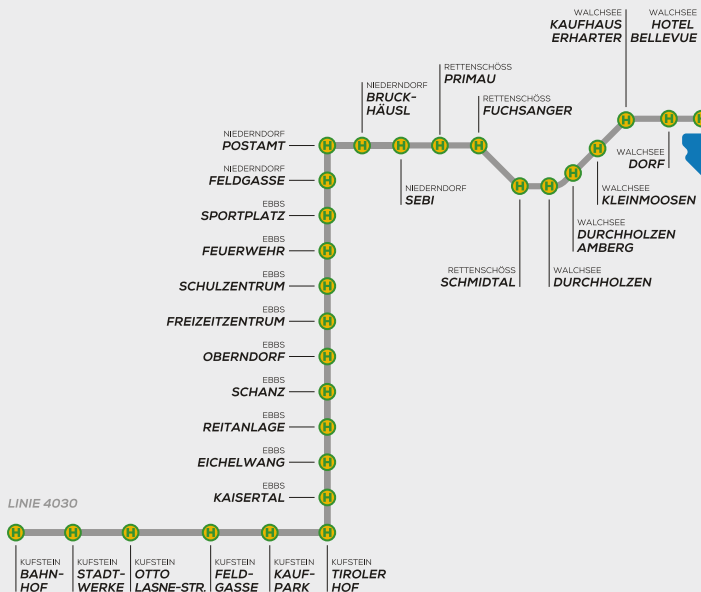 WALCHSEE
KAUFHAUS
ERHARTER
WALCHSEE
HOTEL
BELLEVUE
RETTENSCHÖSS
PRIMAU
NIEDERNDORF
BRUCK-
HÄUSL
RETTENSCHÖSS
FUCHSANGER
H H
H
NIEDERNDORF
POSTAMT
H H H H H
H
WALCHSEE
DORF
H
NIEDERNDORF
FELDGASSE
H
NIEDERNDORF
SEBI
H H
WALCHSEE
KLEINMOOSEN
EBBS
SPORTPLATZ
H
WALCHSEE
DURCHHOLZEN
AMBERG
EBBS
FEUERWEHR
H
RETTENSCHÖSS
SCHMIDTAL
WALCHSEE
DURCHHOLZEN
EBBS
SCHULZENTRUM
H
EBBS
FREIZEITZENTRUM
H
EBBS
OBERNDORF
H
EBBS
SCHANZ
H
EBBS
REITANLAGE
H
EBBS
EICHELWANG
H
EBBS
KAISERTAL
H
LINIE 4030
H H H H H H
KUFSTEIN
BAHN-
HOF
KUFSTEIN
STADT-
WERKE
KUFSTEIN
OTTO
LASNE-STR.
KUFSTEIN
FELD-
GASSE
KUFSTEIN
KAUF-
PARK
KUFSTEIN
TIROLER
HOF